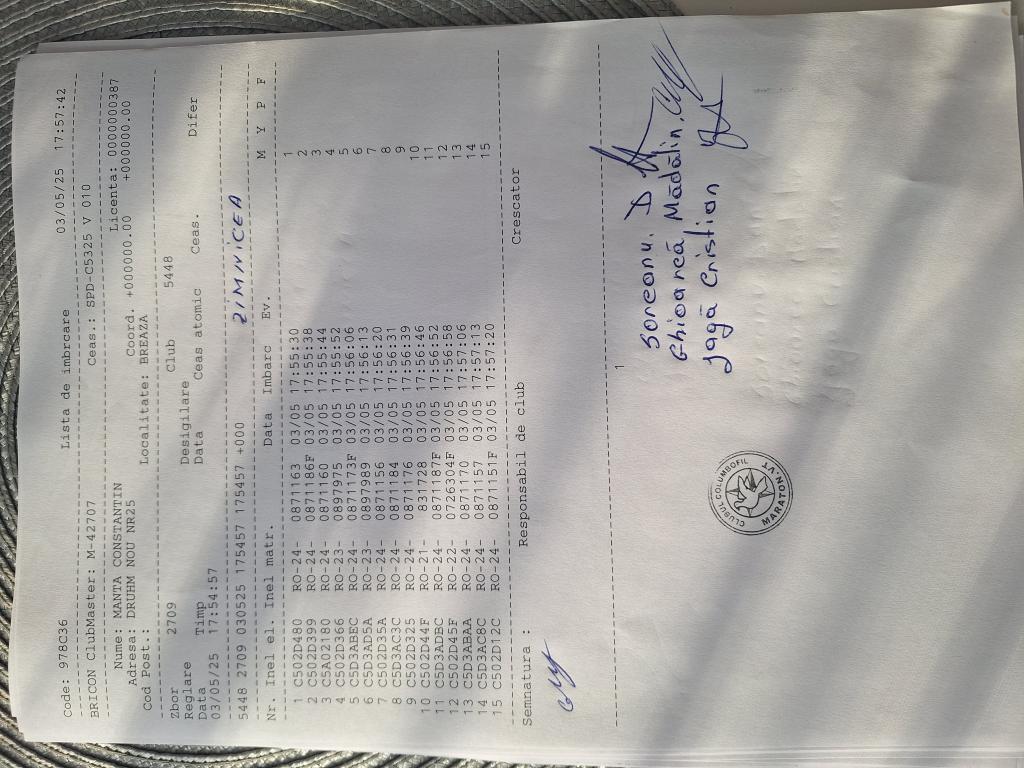 Code: 978C36 Lista de imbrcare 03/05/25 17:57:42
BRICON ClubMaster: M-42707 Ceas.: SPD-C5325 V 010
Nume: MANTA CONSTANTIN Licenta: 0000000387
Adresa: DRUHM NOU NR25 Coord. +000000.00 +000000.00
Cod Post.: Localitate: BREAZA
Zbor 2709 Club 5448
Reglare Desigilare
Data Timp Data Ceas atomic Ceas. Difer
03/05/25 17:54:57
5448 2709 030525 175457 175457 +000 ZIMNICEA
Nr. Inel el. Inel matr. Data Imbarc Ev. M Y P F
1 C502D480 RO-24- 0871163 03/05 17:55:30 1
2 C502D399 RO-24- 0871186F 03/05 17:55:38 2
3 C5A02180 RO-24- 0871160 03/05 17:55:44 3
4 C502D366 RO-23- 0897975 03/05 17:55:52 4
5 C5D3ABEC RO-24- 0871173F 03/05 17:56:06 5
6 C5D3AD5A RO-23- 0897989 03/05 17:56:13 6
7 C502D35A RO-24- 0871156 03/05 17:56:20 7
8 C5D3AC3C RO-24- 0871184 03/05 17:56:31 8
9 C502D325 RO-24- 0871176 03/05 17:56:39 9
10 C502D44F RO-21- 831728 03/05 17:56:46 10
11 C5D3ADBC RO-24- 0871187F 03/05 17:56:52 11
12 C502D45F RO-22- 0726304F 03/05 17:56:58 12
13 C5D3ABAA RO-24- 0871170 03/05 17:57:06 13
14 C5D3AC8C RO-24- 0871157 03/05 17:57:13 14
15 C502D12C RO-24- 0871151F 03/05 17:57:20 15
Semnatura : Responsabil de club Crescator
1
Soreanu. D
Ghioarcă Mădălin
Jagă Cristian
CLUBUL COLUMBOFIL
MARATON VT